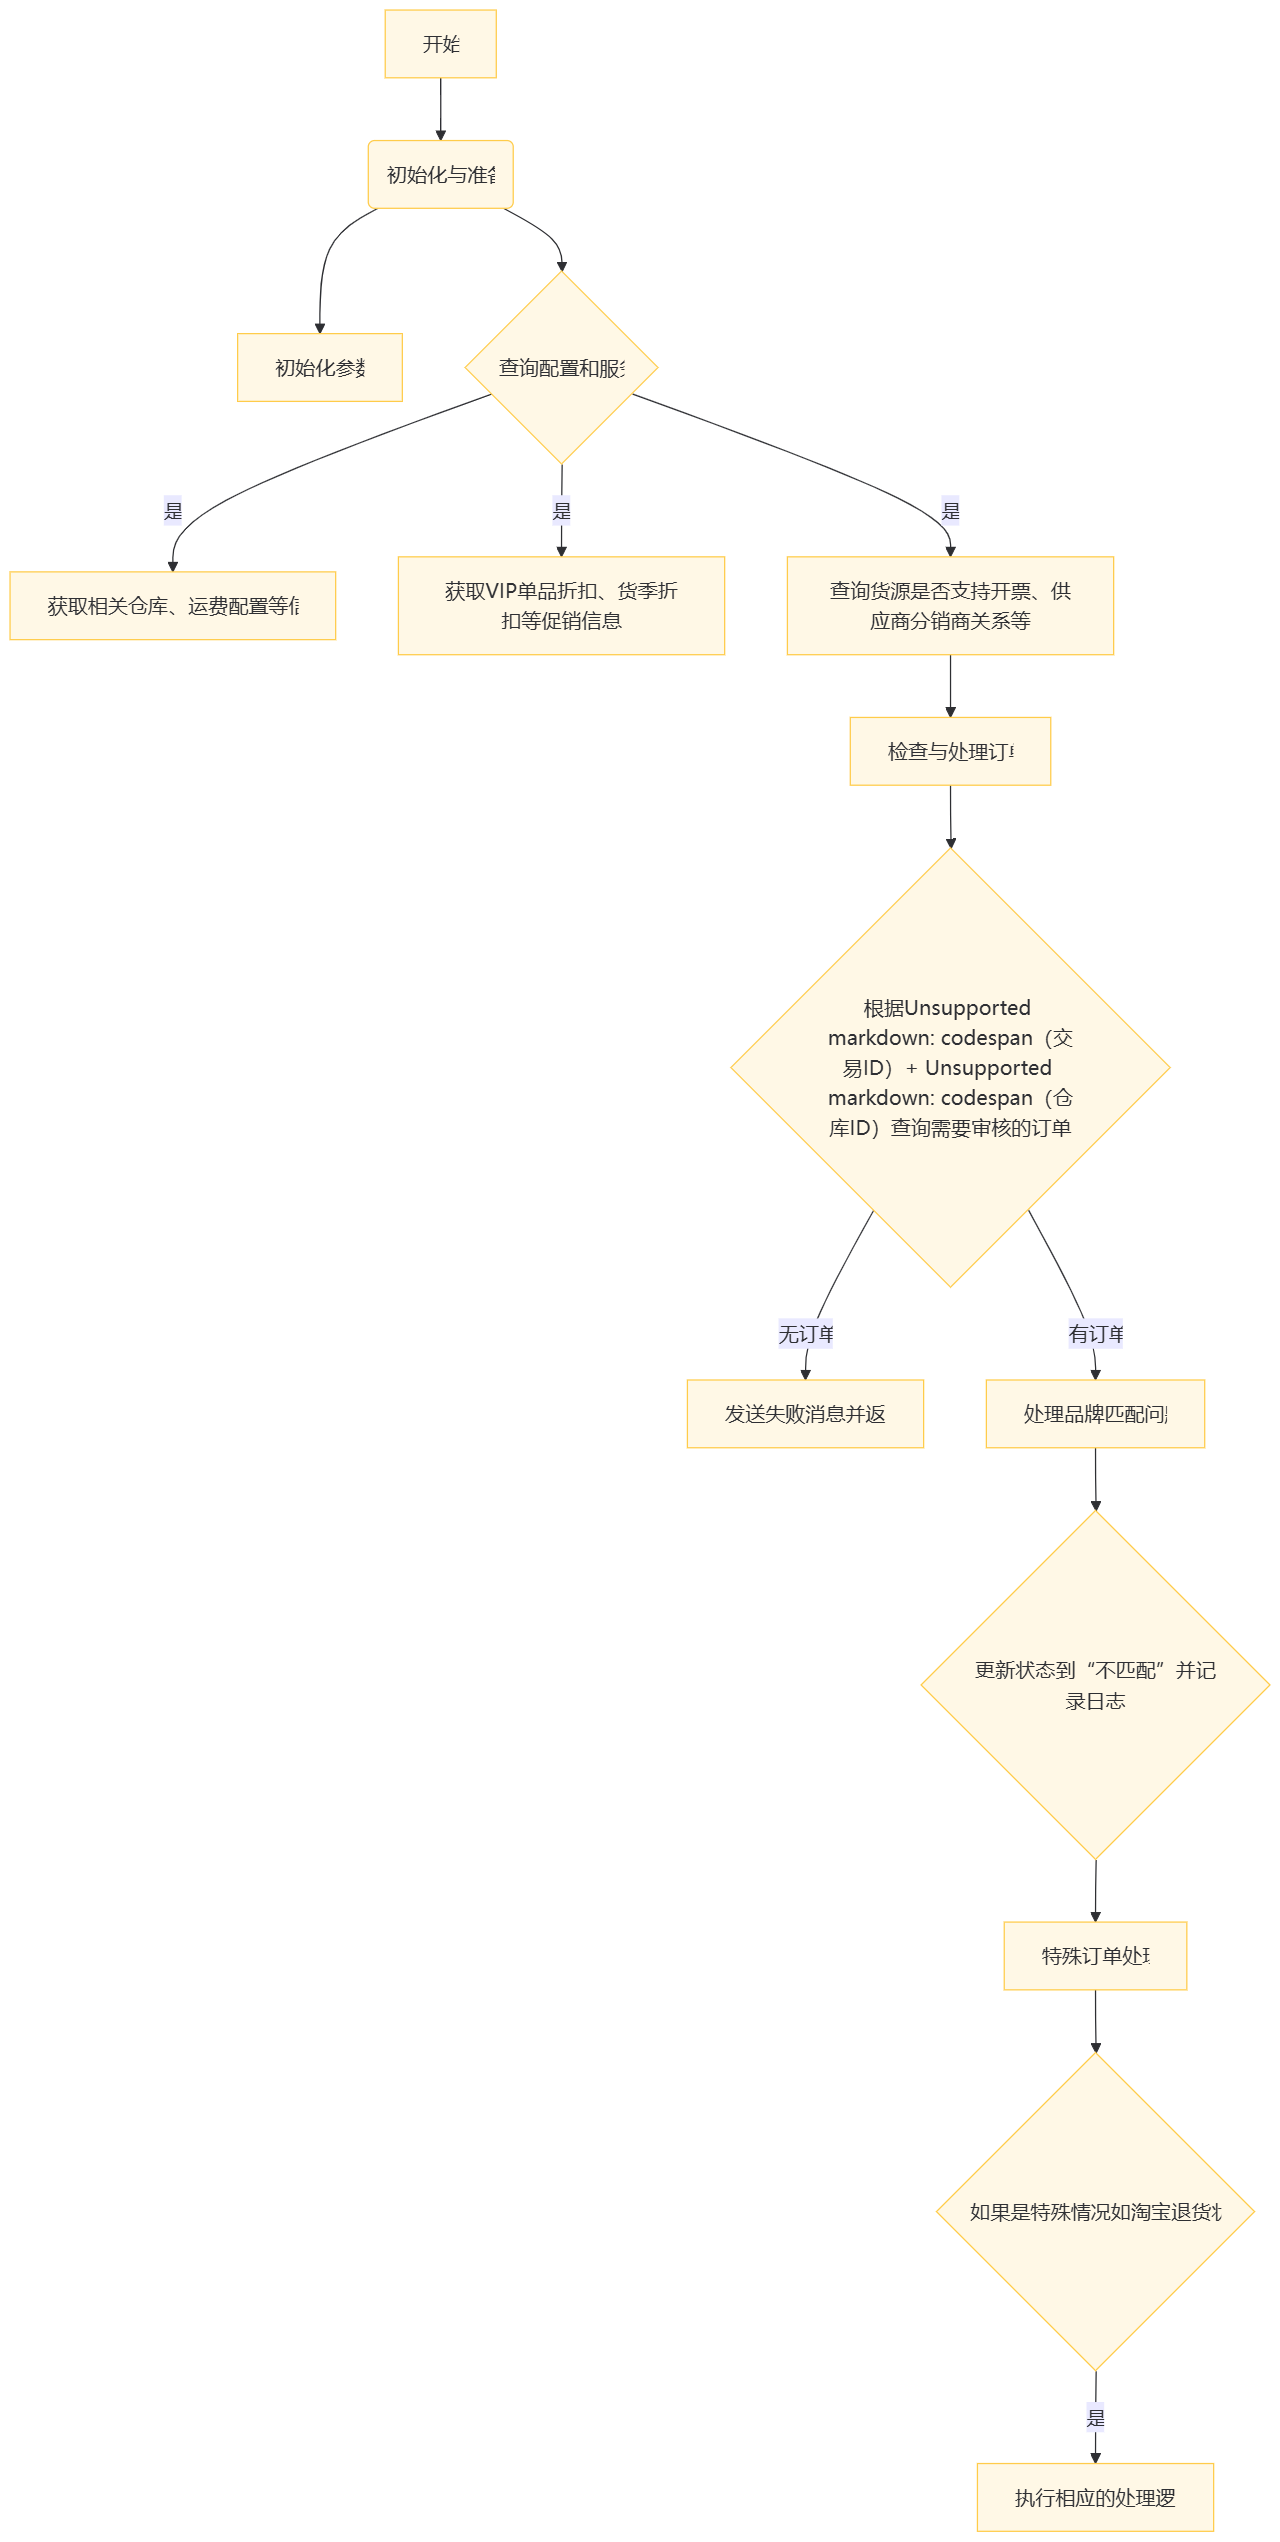 开始
初始化与准备
初始化参数
查询配置和服务
是
是
是
获取相关仓库、运费配置等信
获取VIP单品折扣、货季折
扣等促销信息
查询货源是否支持开票、供
应商分销商关系等
检查与处理订单
根据Unsupported
markdown: codespan（交
易ID）+ Unsupported
markdown: codespan（仓
库ID）查询需要审核的订单
无订单
有订单
发送失败消息并返
处理品牌匹配问题
更新状态到“不匹配”并记
录日志
特殊订单处理
如果是特殊情况如淘宝退货状
是
执行相应的处理逻